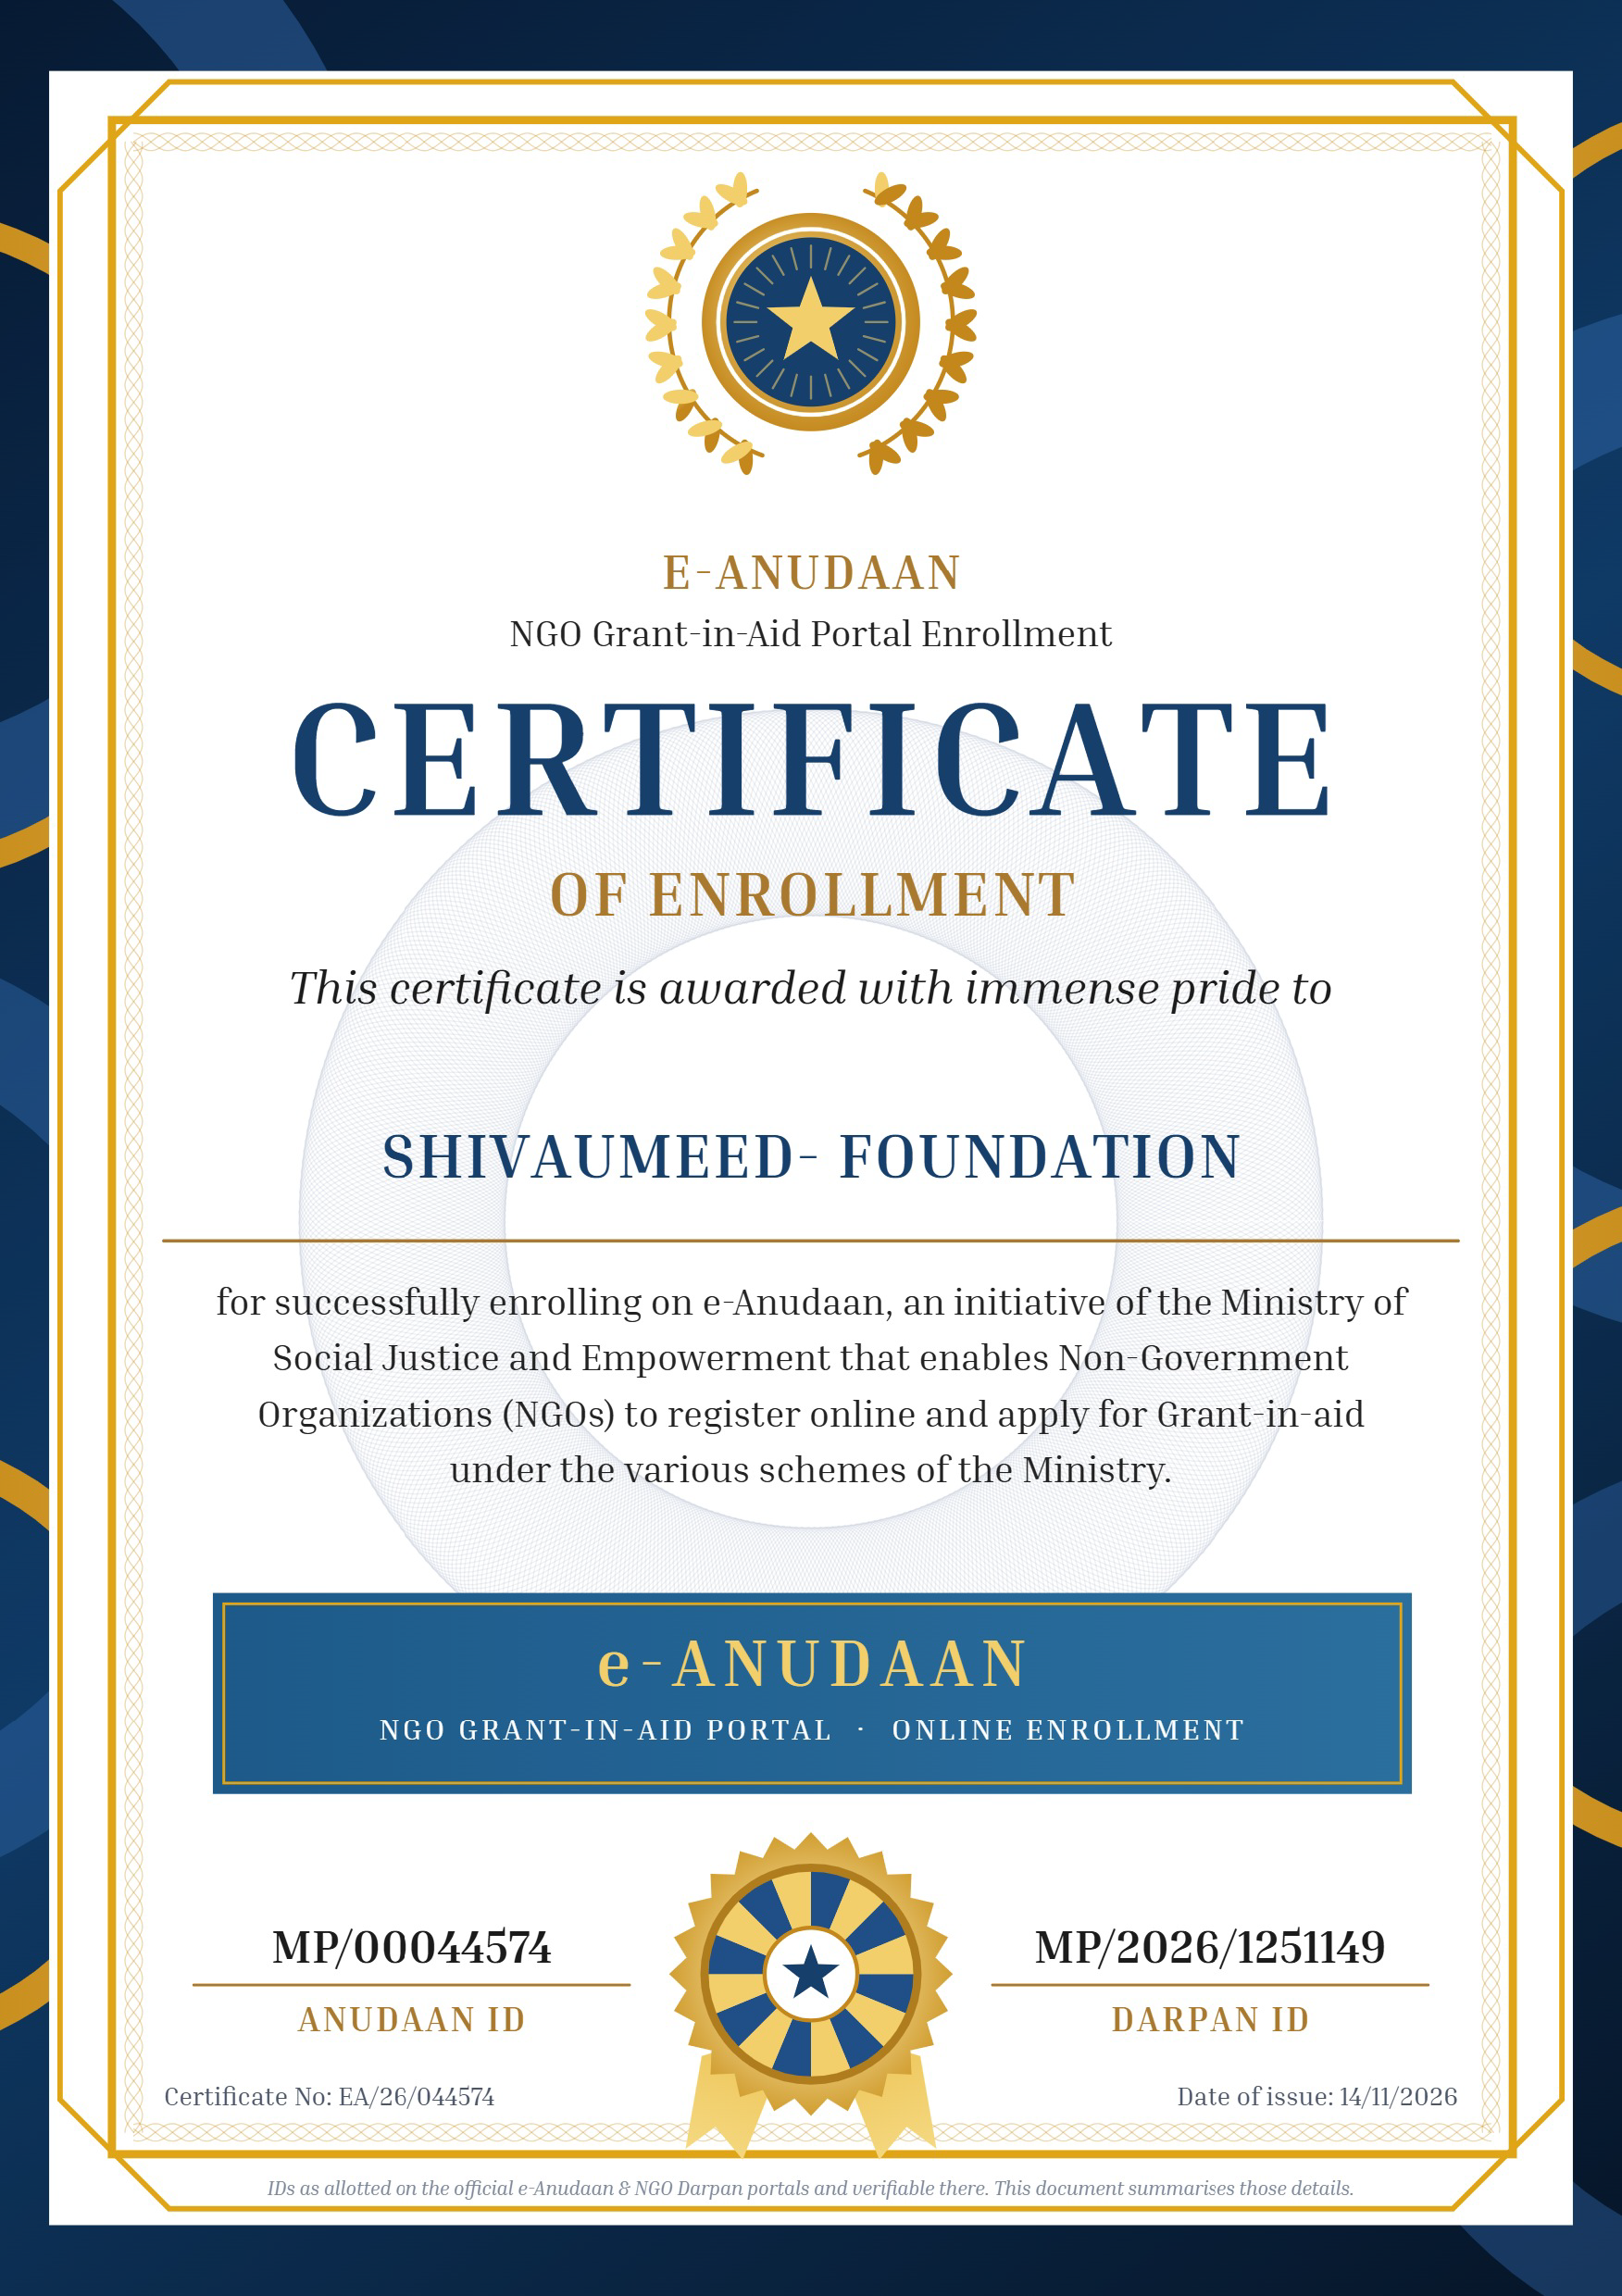 E-ANUDAAN
NGO Grant-in-Aid Portal Enrollment
CERTIFICATE
OF ENROLLMENT
This certificate is awarded with immense pride to
SHIVAUMEED- FOUNDATION
for successfully enrolling on e-Anudaan, an initiative of the Ministry of
Social Justice and Empowerment that enables Non-Government
Organizations (NGOs) to register online and apply for Grant-in-aid
under the various schemes of the Ministry.
e-ANUDAAN
NGO GRANT-IN-AID PORTAL · ONLINE ENROLLMENT
MP/00044574
ANUDAAN ID
MP/2026/1251149
DARPAN ID
Certificate No: EA/26/044574
Date of issue: 14/11/2026
IDs as allotted on the official e-Anudaan & NGO Darpan portals and verifiable there. This document summarises those details.